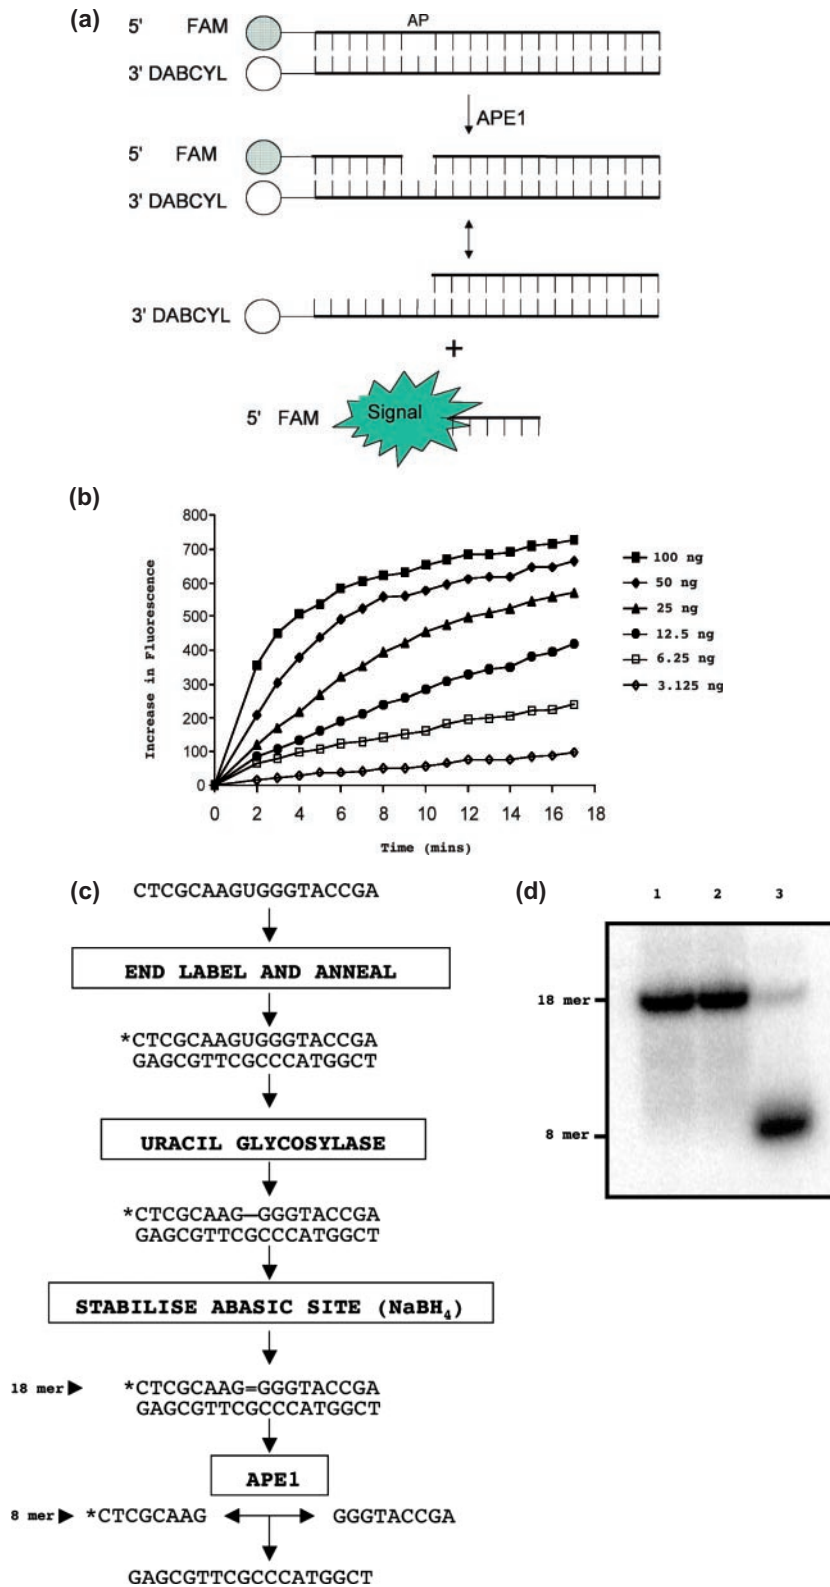 (a)
5' FAM AP
3' DABCYL
APE1
5' FAM
3' DABCYL
3' DABCYL
+
5' FAM Signal
(b)
800
700
600
500
400
300
200
100
0
Increase in Fluorescence
0 2 4 6 8 10 12 14 16 18
Time (mins)
100 ng
50 ng
25 ng
12.5 ng
6.25 ng
3.125 ng
(c)
CTCGCAAGUGGGTACCGA
END LABEL AND ANNEAL
*CTCGCAAGUGGGTACCGA
GAGCGTTCGCCCATGGCT
URACIL GLYCOSYLASE
*CTCGCAAG–GGGTACCGA
GAGCGTTCGCCCATGGCT
STABILISE ABASIC SITE (NaBH₄)
18 mer *CTCGCAAG=GGGTACCGA
GAGCGTTCGCCCATGGCT
APE1
8 mer *CTCGCAAG GGGTACCGA
GAGCGTTCGCCCATGGCT
(d)
1 2 3
18 mer
8 mer